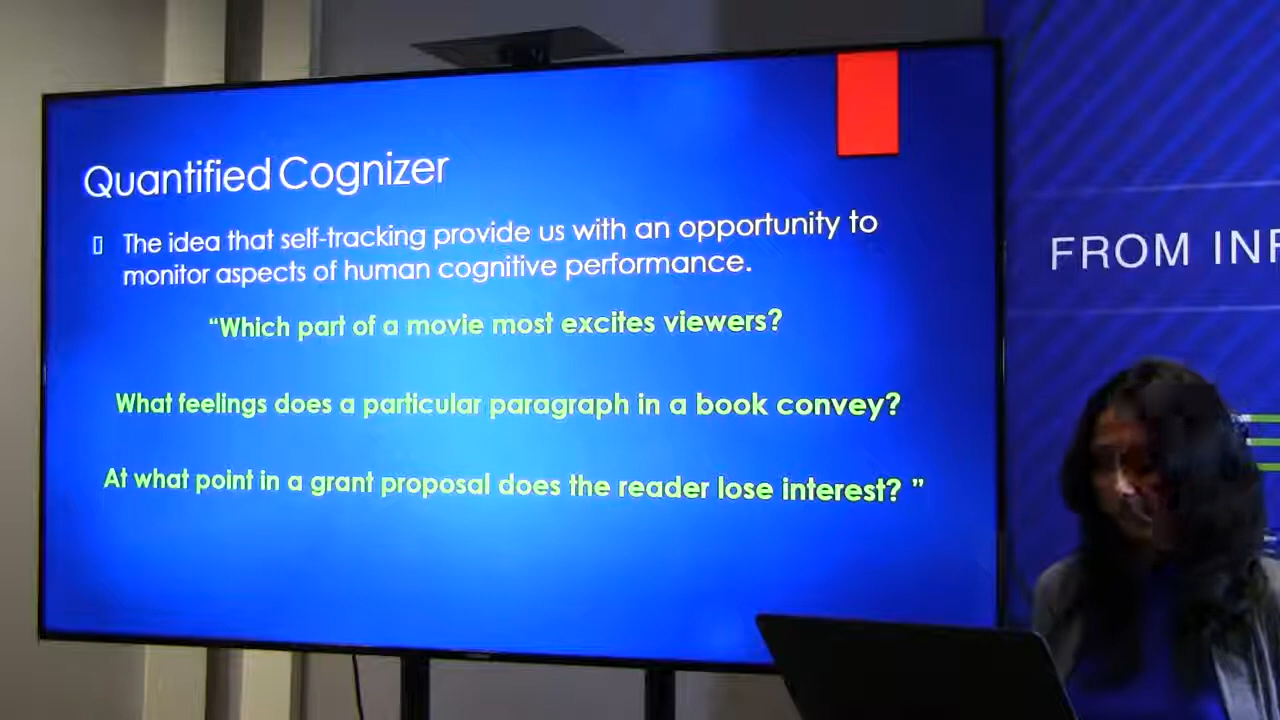 Quantified Cognizer
The idea that self-tracking provide us with an opportunity to
monitor aspects of human cognitive performance.
“Which part of a movie most excites viewers?
What feelings does a particular paragraph in a book convey?
At what point in a grant proposal does the reader lose interest? ”
FROM